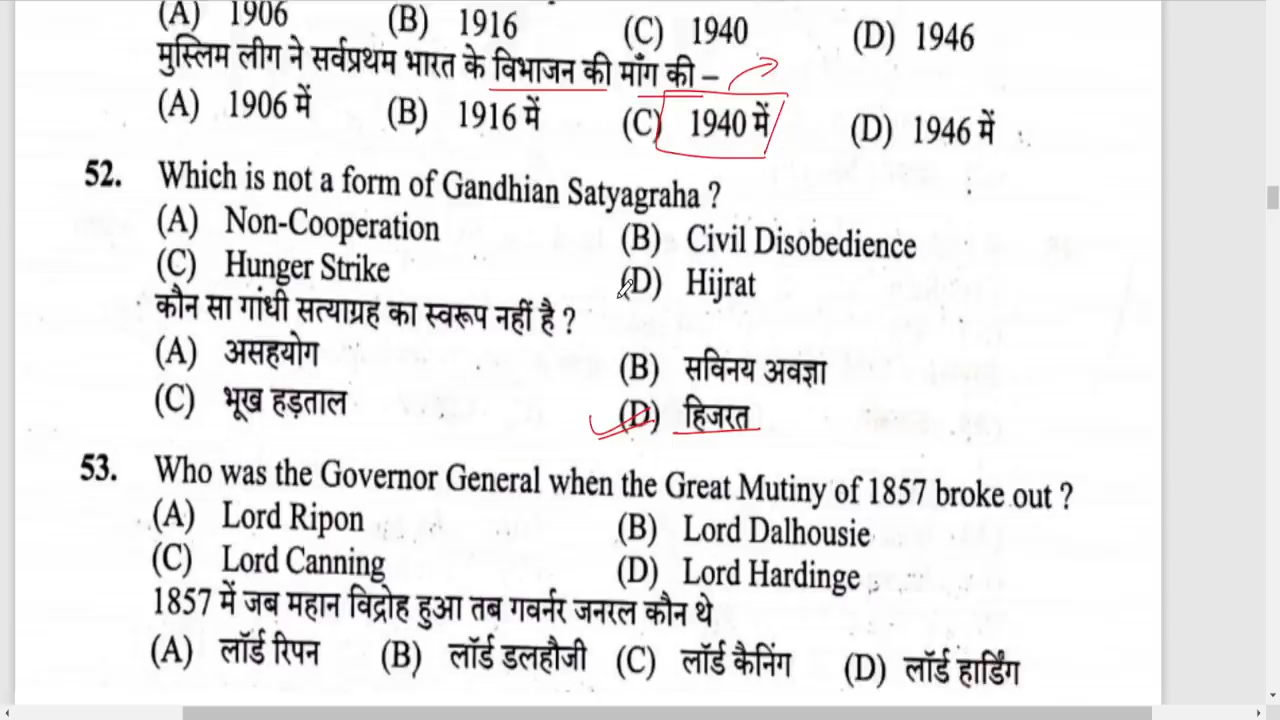 (A) 1906 (B) 1916 (C) 1940 (D) 1946
मुस्लिम लीग ने सर्वप्रथम भारत के विभाजन की माँग की –
(A) 1906 में (B) 1916 में (C) 1940 में (D) 1946 में
52. Which is not a form of Gandhian Satyagraha ?
(A) Non-Cooperation (B) Civil Disobedience
(C) Hunger Strike (D) Hijrat
कौन सा गांधी सत्याग्रह का स्वरूप नहीं है ?
(A) असहयोग (B) सविनय अवज्ञा
(C) भूख हड़ताल (D) हिजरत
53. Who was the Governor General when the Great Mutiny of 1857 broke out ?
(A) Lord Ripon (B) Lord Dalhousie
(C) Lord Canning (D) Lord Hardinge
1857 में जब महान विद्रोह हुआ तब गवर्नर जनरल कौन थे
(A) लॉर्ड रिपन (B) लॉर्ड डलहौजी (C) लॉर्ड कैनिंग (D) लॉर्ड हार्डिंग